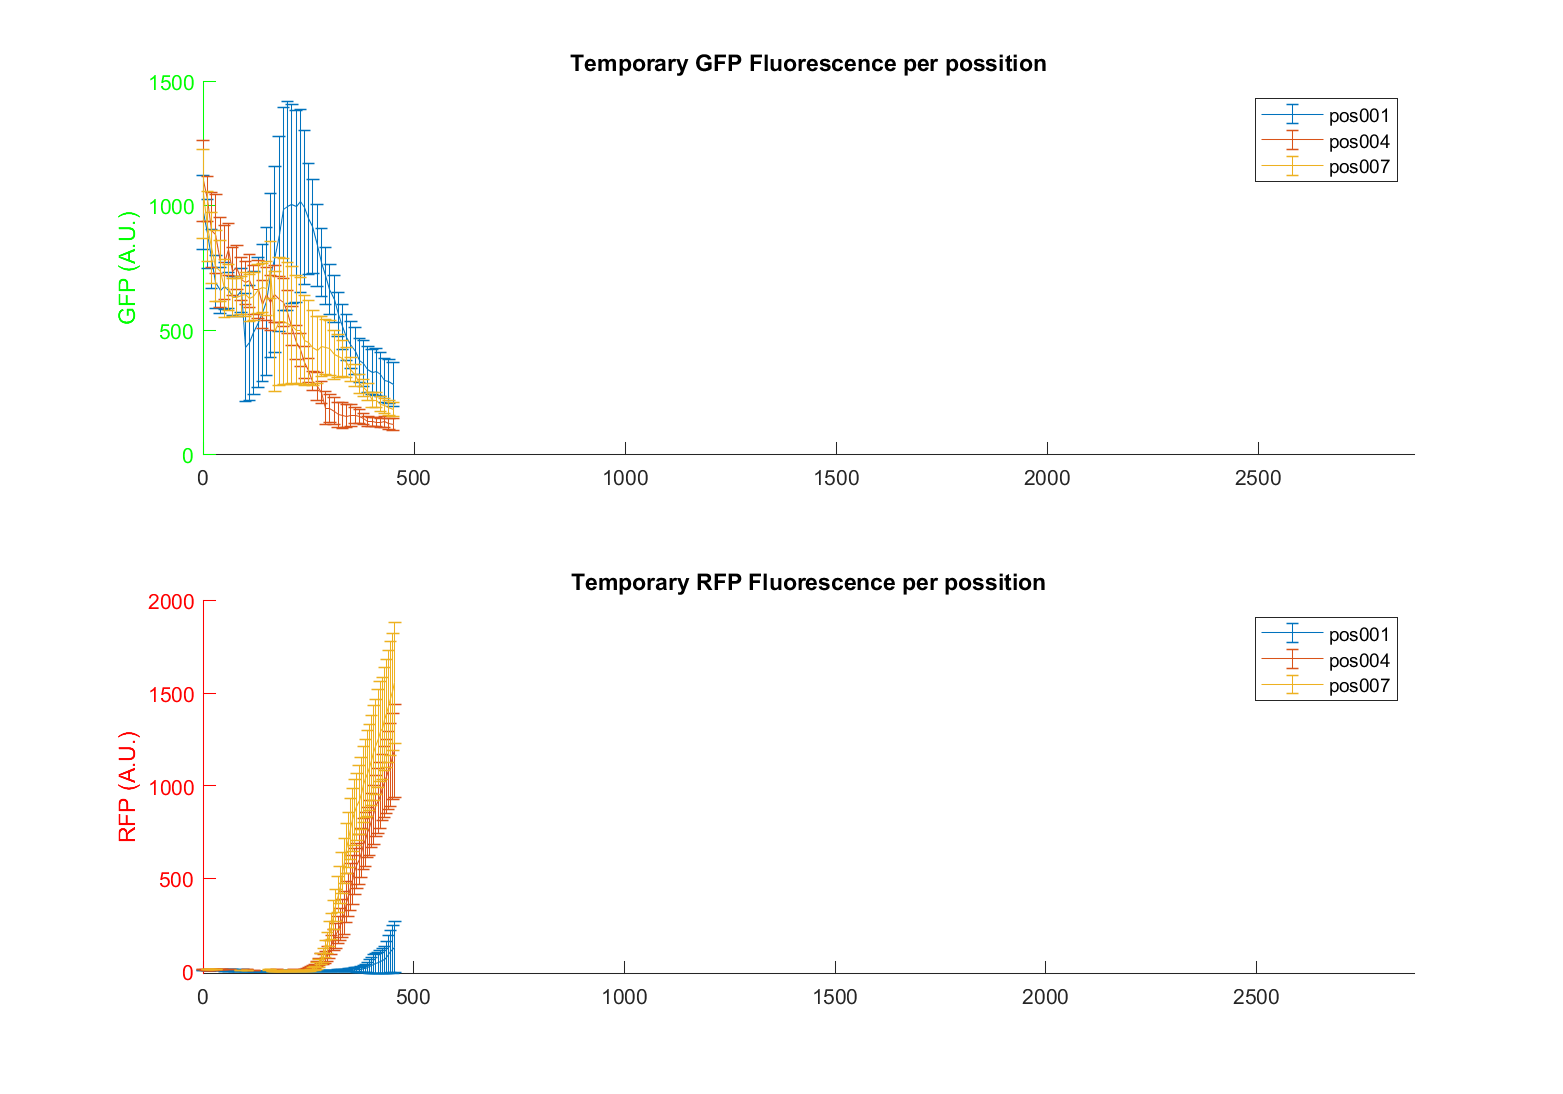 Temporary GFP Fluorescence per possition
1500
1000
500
0
GFP (A.U.)
pos001
pos004
pos007
0 500 1000 1500 2000 2500
Temporary RFP Fluorescence per possition
2000
1500
1000
500
0
RFP (A.U.)
pos001
pos004
pos007
0 500 1000 1500 2000 2500